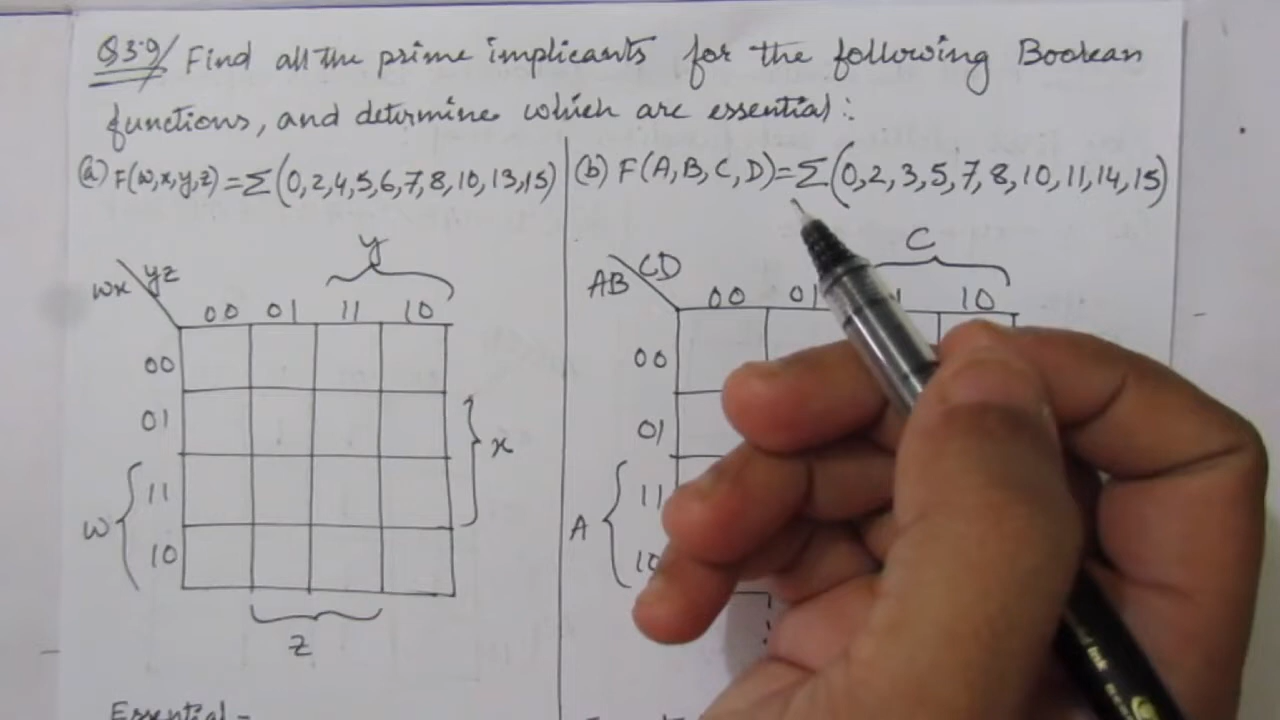 Q3.9/ Find all the prime implicants for the following Boolean
functions, and determine which are essential:
(a) F(w,x,y,z) = Σ(0,2,4,5,6,7,8,10,13,15)
(b) F(A,B,C,D) = Σ(0,2,3,5,7,8,10,11,14,15)
y
wx yz
00 01 11 10
00
01
11
10
w
x
z
C
AB CD
00 01 10
00
01
11
10
A
Essential -